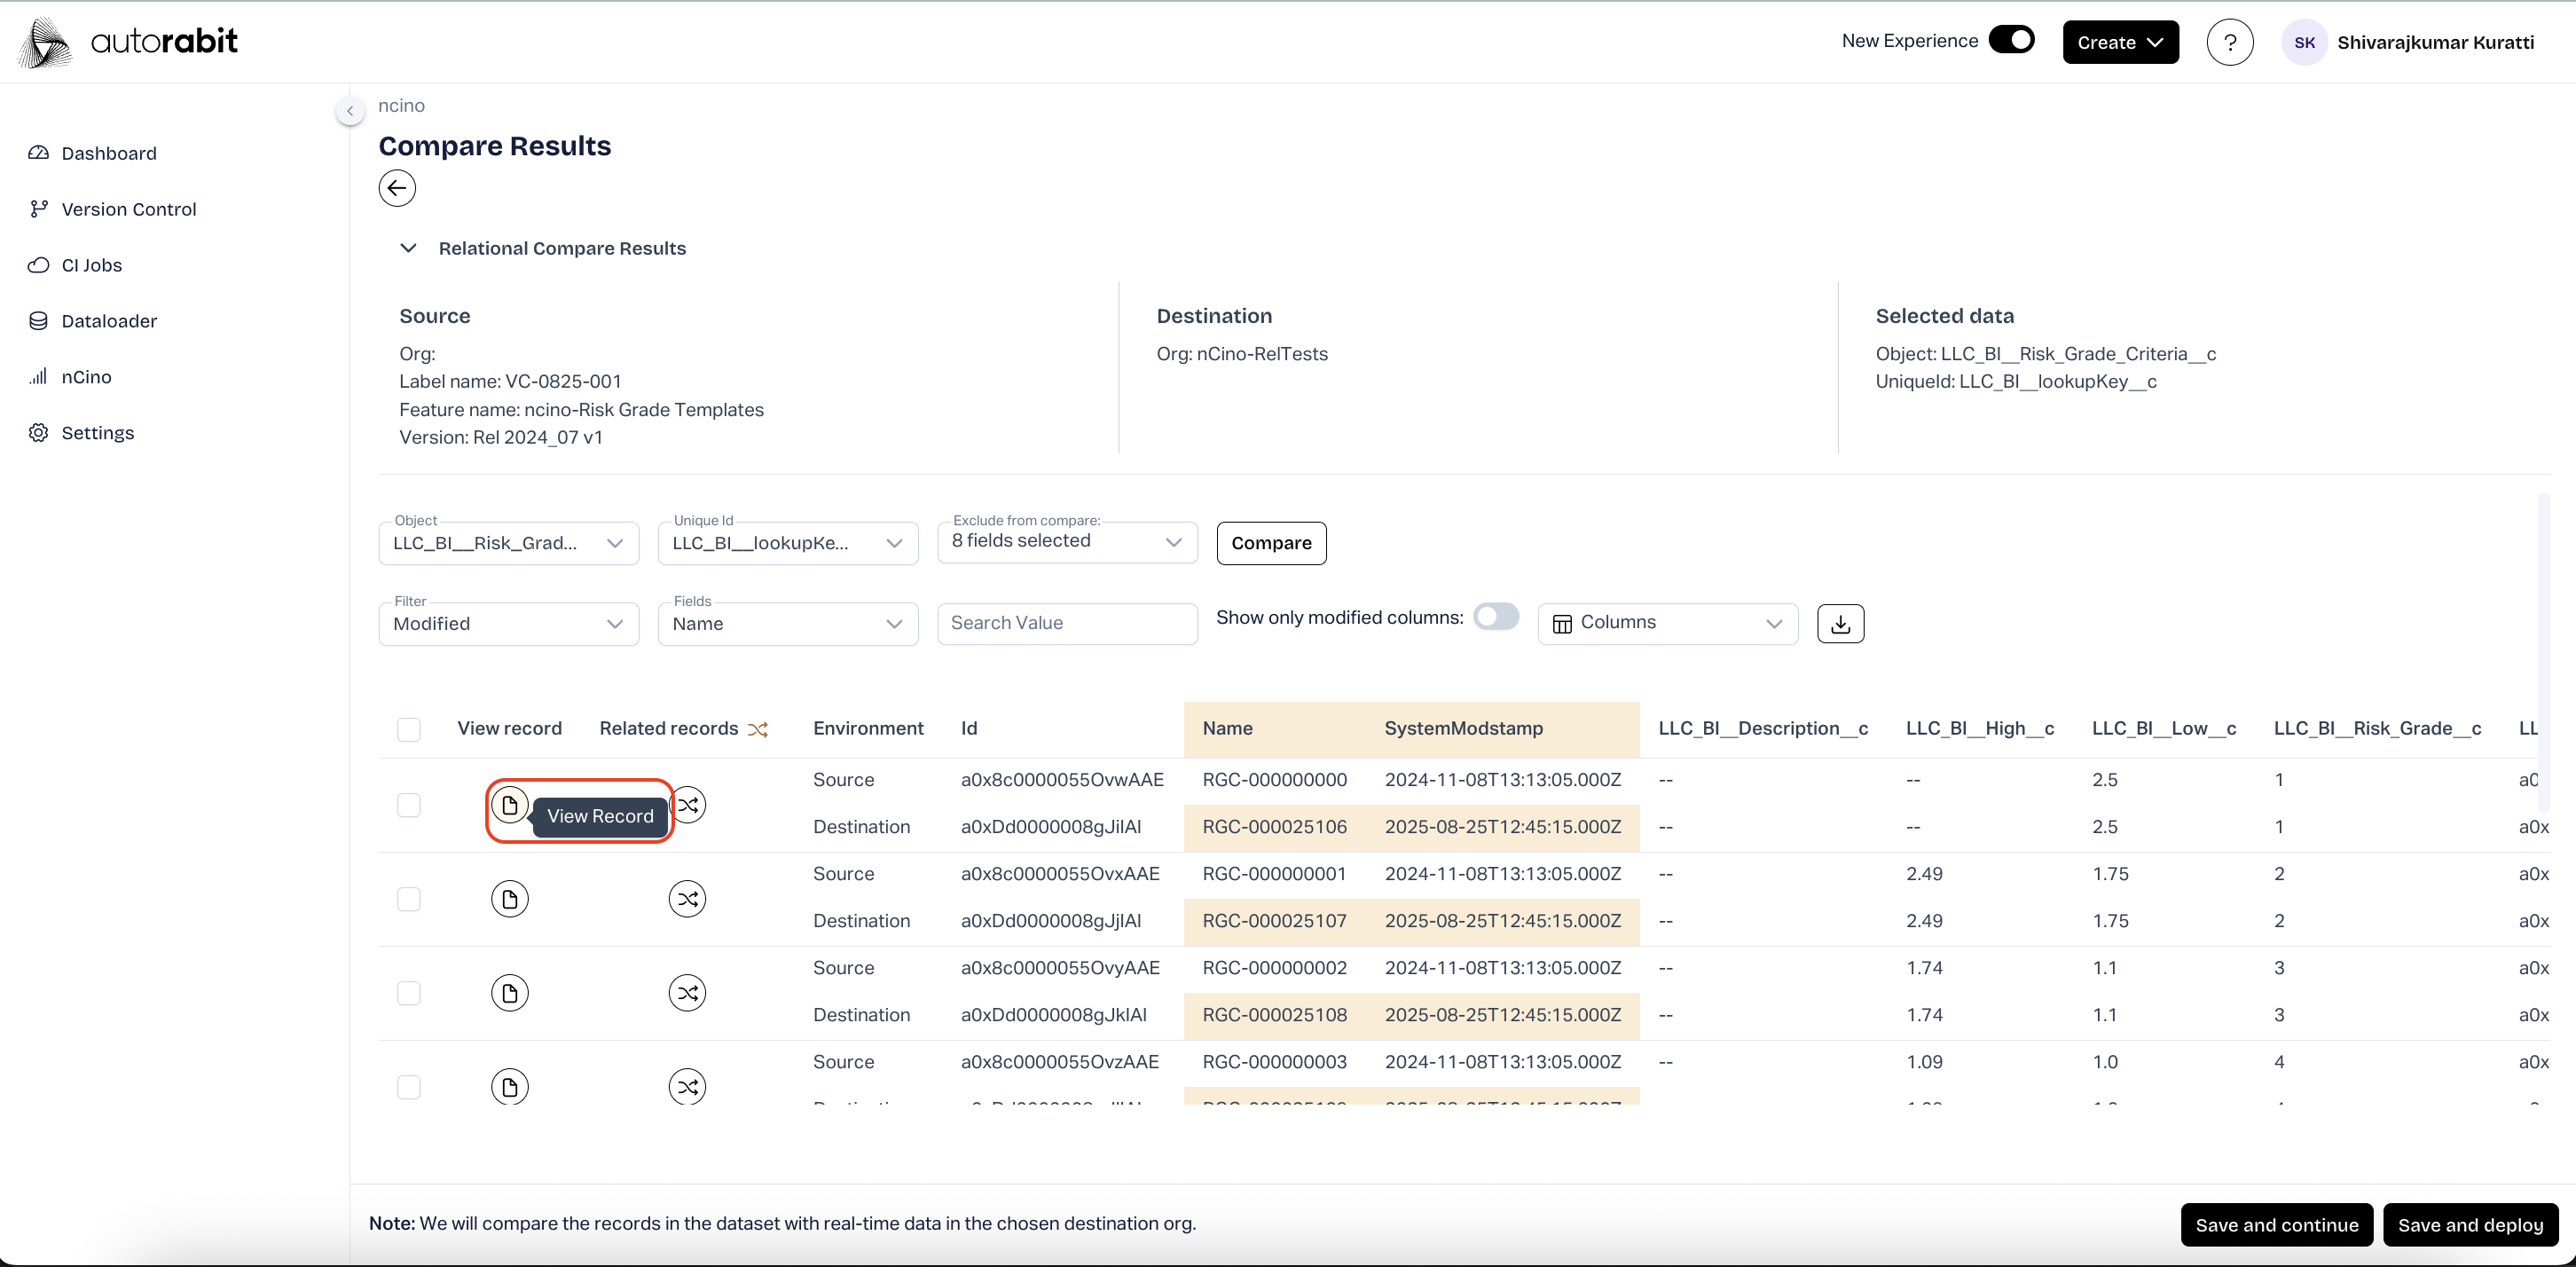 autorabit
New Experience
Create
?
SK
Shivarajkumar Kuratti
Dashboard
Version Control
CI Jobs
Dataloader
nCino
Settings
ncino
Compare Results
Relational Compare Results
Source
Org:
Label name: VC-0825-001
Feature name: ncino-Risk Grade Templates
Version: Rel 2024_07 v1
Destination
Org: nCino-RelTests
Selected data
Object: LLC_BI__Risk_Grade_Criteria__c
UniqueId: LLC_BI__lookupKey__c
Object
LLC_BI__Risk_Grad...
Unique Id
LLC_BI__lookupKe...
Exclude from compare:
8 fields selected
Compare
Filter
Modified
Fields
Name
Search Value
Show only modified columns:
Columns
View record Related records Environment Id Name SystemModstamp LLC_BI__Description__c LLC_BI__High__c LLC_BI__Low__c LLC_BI__Risk_Grade__c LL
View Record
Source a0x8c0000055OvwAAE RGC-000000000 2024-11-08T13:13:05.000Z -- -- 2.5 1 a0
Destination a0xDd0000008gJiIAI RGC-000025106 2025-08-25T12:45:15.000Z -- -- 2.5 1 a0x
Source a0x8c0000055OvxAAE RGC-000000001 2024-11-08T13:13:05.000Z -- 2.49 1.75 2 a0x
Destination a0xDd0000008gJjIAI RGC-000025107 2025-08-25T12:45:15.000Z -- 2.49 1.75 2 a0x
Source a0x8c0000055OvyAAE RGC-000000002 2024-11-08T13:13:05.000Z -- 1.74 1.1 3 a0x
Destination a0xDd0000008gJkIAI RGC-000025108 2025-08-25T12:45:15.000Z -- 1.74 1.1 3 a0x
Source a0x8c0000055OvzAAE RGC-000000003 2024-11-08T13:13:05.000Z -- 1.09 1.0 4 a0x
Note: We will compare the records in the dataset with real-time data in the chosen destination org.
Save and continue
Save and deploy